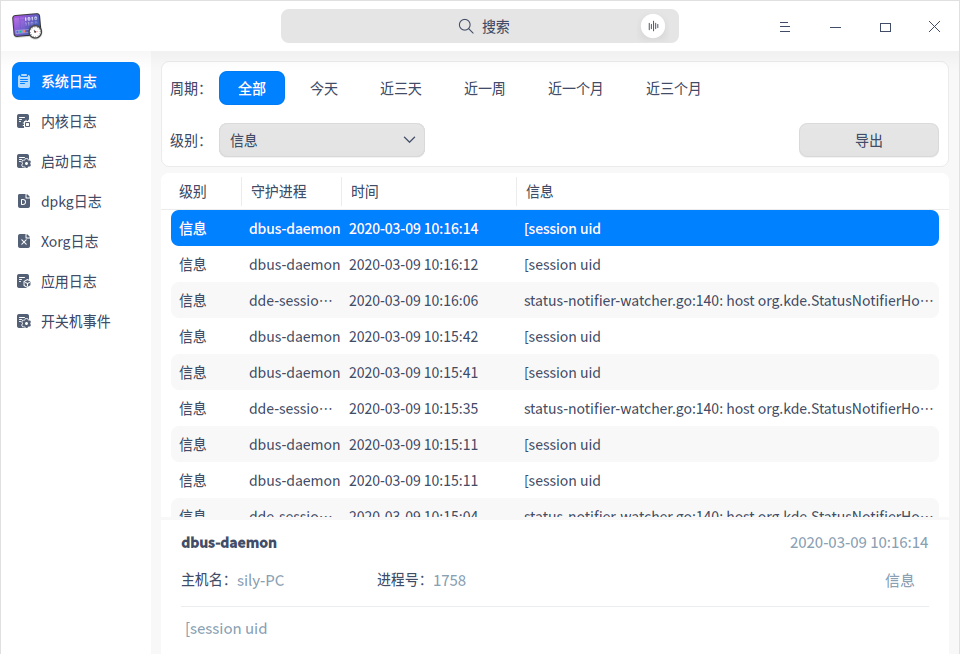 搜索
系统日志
内核日志
启动日志
dpkg日志
Xorg日志
应用日志
开关机事件
周期： 全部 今天 近三天 近一周 近一个月 近三个月
级别： 信息 导出
级别 守护进程 时间 信息
信息 dbus-daemon 2020-03-09 10:16:14 [session uid
信息 dbus-daemon 2020-03-09 10:16:12 [session uid
信息 dde-sessio··· 2020-03-09 10:16:06 status-notifier-watcher.go:140: host org.kde.StatusNotifierHo···
信息 dbus-daemon 2020-03-09 10:15:42 [session uid
信息 dbus-daemon 2020-03-09 10:15:41 [session uid
信息 dde-sessio··· 2020-03-09 10:15:35 status-notifier-watcher.go:140: host org.kde.StatusNotifierHo···
信息 dbus-daemon 2020-03-09 10:15:11 [session uid
信息 dbus-daemon 2020-03-09 10:15:11 [session uid
信息 dde-sessio··· 2020-03-09 10:15:04 status-notifier-watcher.go:140: host org.kde.StatusNotifierHo···
dbus-daemon 2020-03-09 10:16:14
主机名： sily-PC 进程号： 1758 信息
[session uid